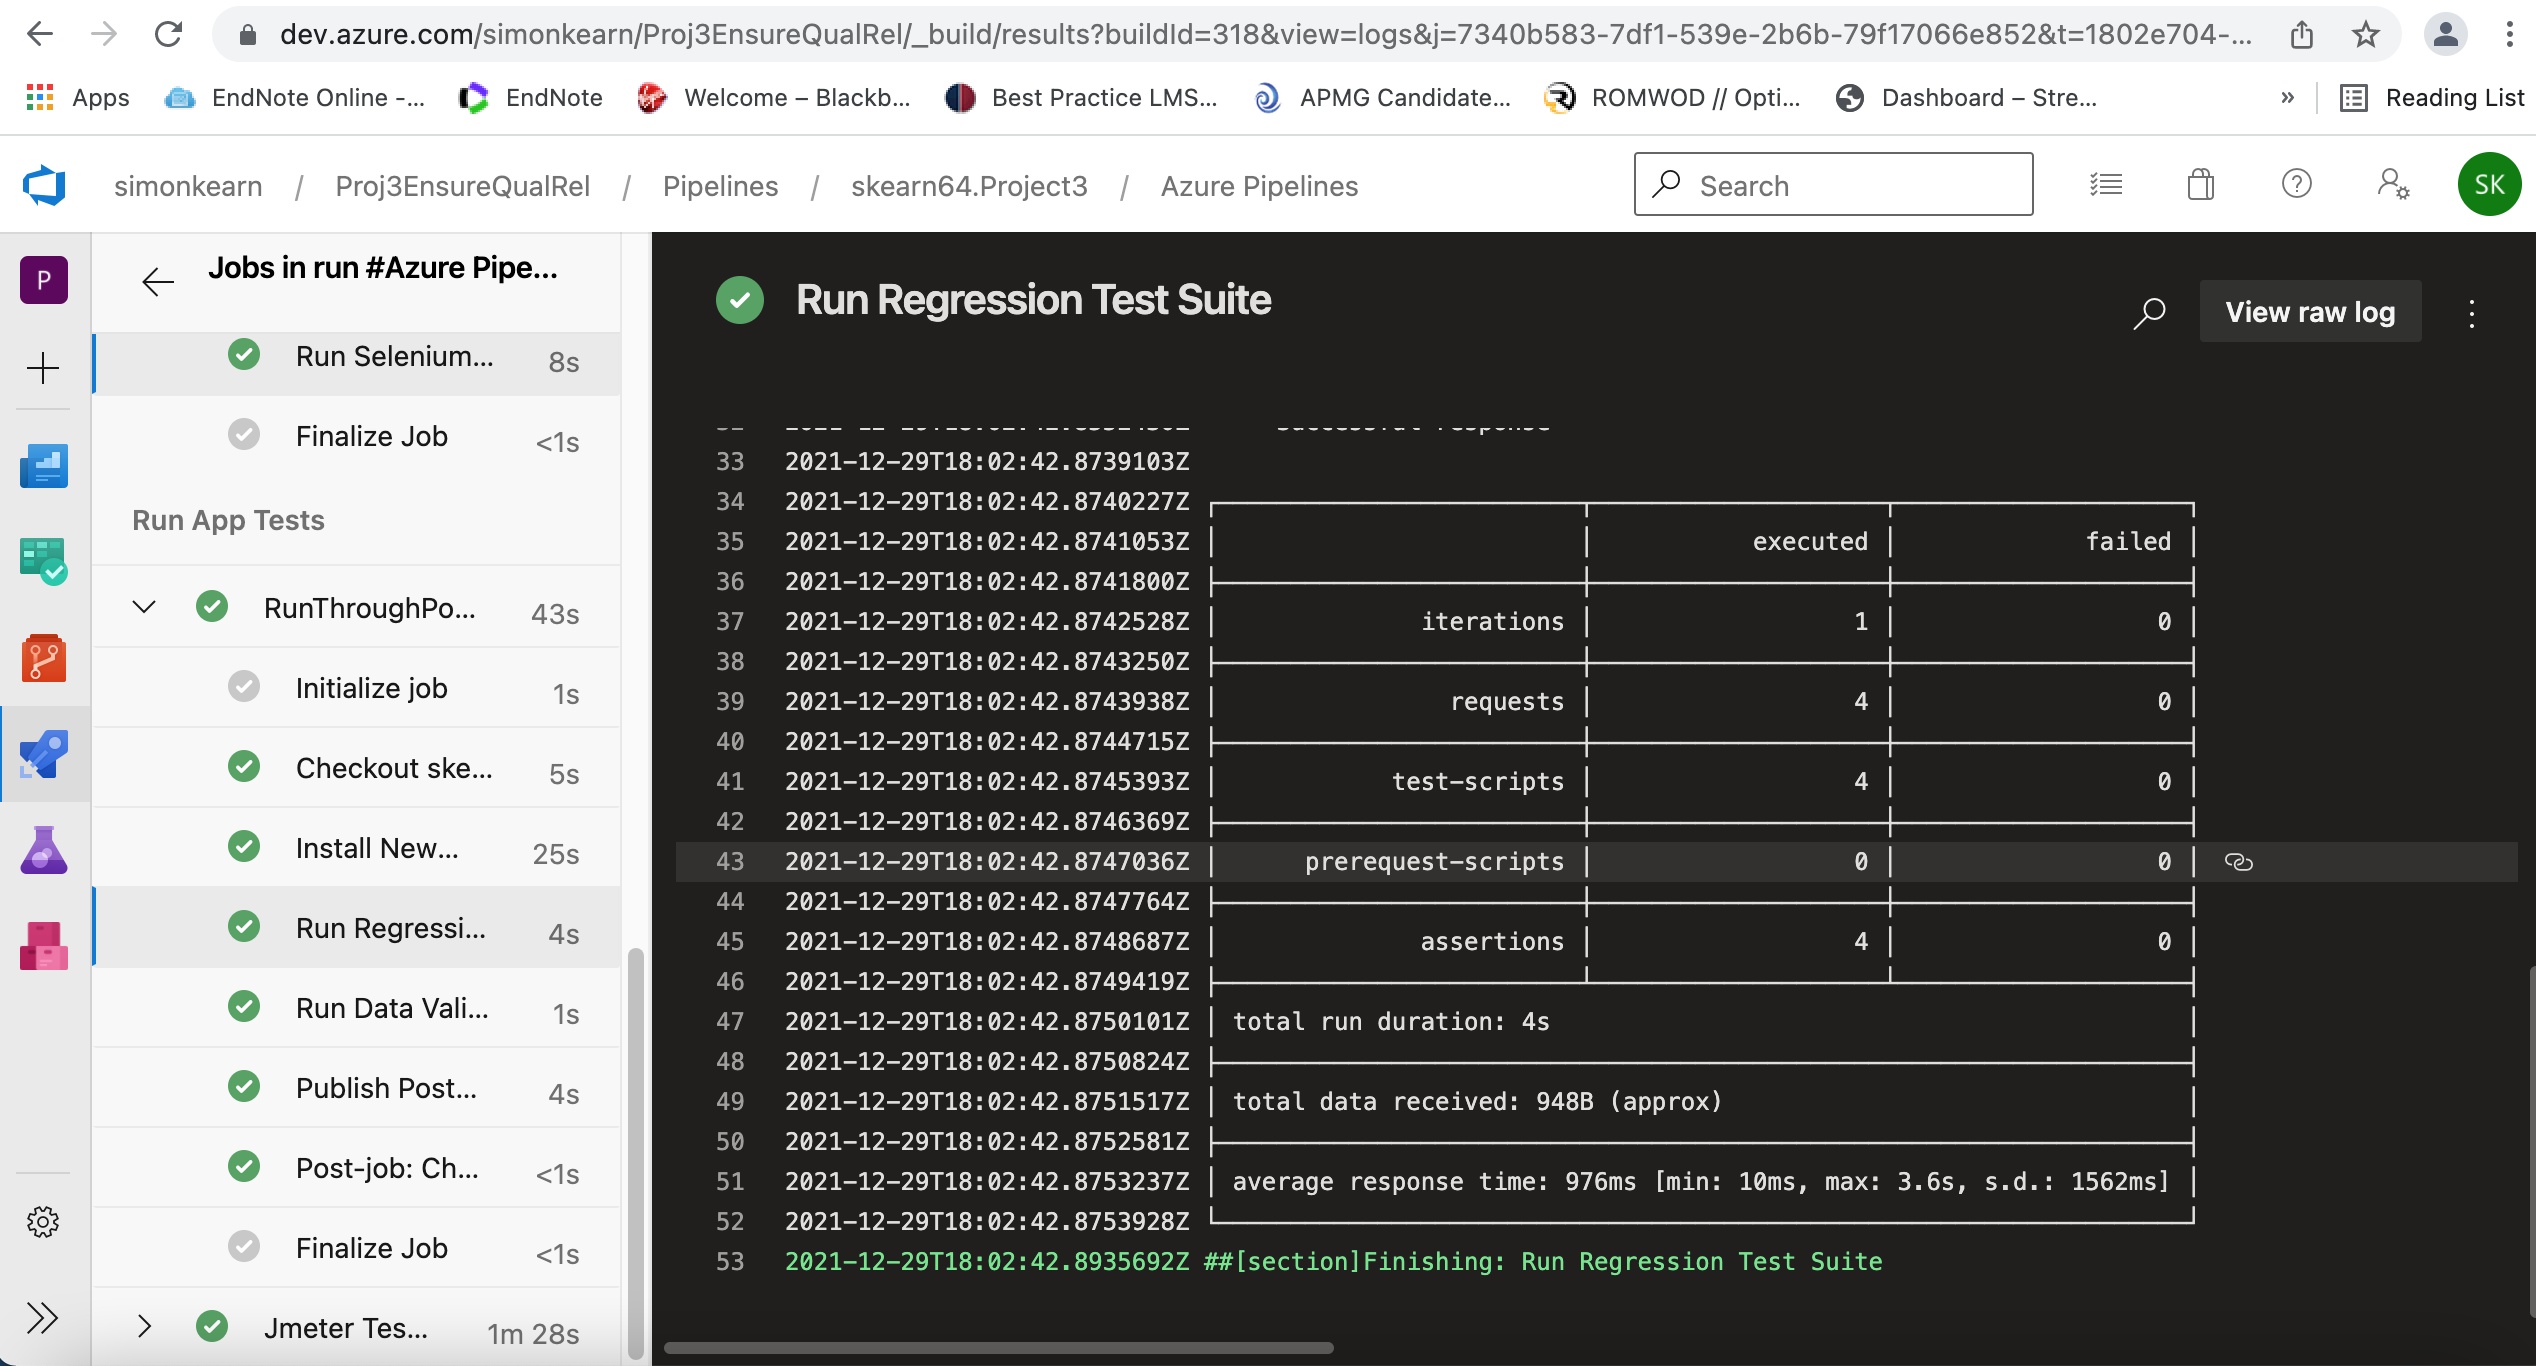 dev.azure.com/simonkearn/Proj3EnsureQualRel/_build/results?buildId=318&view=logs&j=7340b583-7df1-539e-2b6b-79f17066e852&t=1802e704-...
Apps EndNote Online -... EndNote Welcome – Blackb... Best Practice LMS... APMG Candidate... ROMWOD // Opti... Dashboard – Stre... » Reading List
simonkearn / Proj3EnsureQualRel / Pipelines / skearn64.Project3 / Azure Pipelines Search SK
P
Jobs in run #Azure Pipe...
Run Selenium... 8s
Finalize Job <1s
Run App Tests
RunThroughPo... 43s
Initialize job 1s
Checkout ske... 5s
Install New... 25s
Run Regressi... 4s
Run Data Vali... 1s
Publish Post... 4s
Post-job: Ch... <1s
Finalize Job <1s
Jmeter Tes... 1m 28s
Run Regression Test Suite
View raw log
successful response
33 2021-12-29T18:02:42.8739103Z
34 2021-12-29T18:02:42.8740227Z
35 2021-12-29T18:02:42.8741053Z executed failed
36 2021-12-29T18:02:42.8741800Z
37 2021-12-29T18:02:42.8742528Z iterations 1 0
38 2021-12-29T18:02:42.8743250Z
39 2021-12-29T18:02:42.8743938Z requests 4 0
40 2021-12-29T18:02:42.8744715Z
41 2021-12-29T18:02:42.8745393Z test-scripts 4 0
42 2021-12-29T18:02:42.8746369Z
43 2021-12-29T18:02:42.8747036Z prerequest-scripts 0 0
44 2021-12-29T18:02:42.8747764Z
45 2021-12-29T18:02:42.8748687Z assertions 4 0
46 2021-12-29T18:02:42.8749419Z
47 2021-12-29T18:02:42.8750101Z total run duration: 4s
48 2021-12-29T18:02:42.8750824Z
49 2021-12-29T18:02:42.8751517Z total data received: 948B (approx)
50 2021-12-29T18:02:42.8752581Z
51 2021-12-29T18:02:42.8753237Z average response time: 976ms [min: 10ms, max: 3.6s, s.d.: 1562ms]
52 2021-12-29T18:02:42.8753928Z
53 2021-12-29T18:02:42.8935692Z ##[section]Finishing: Run Regression Test Suite